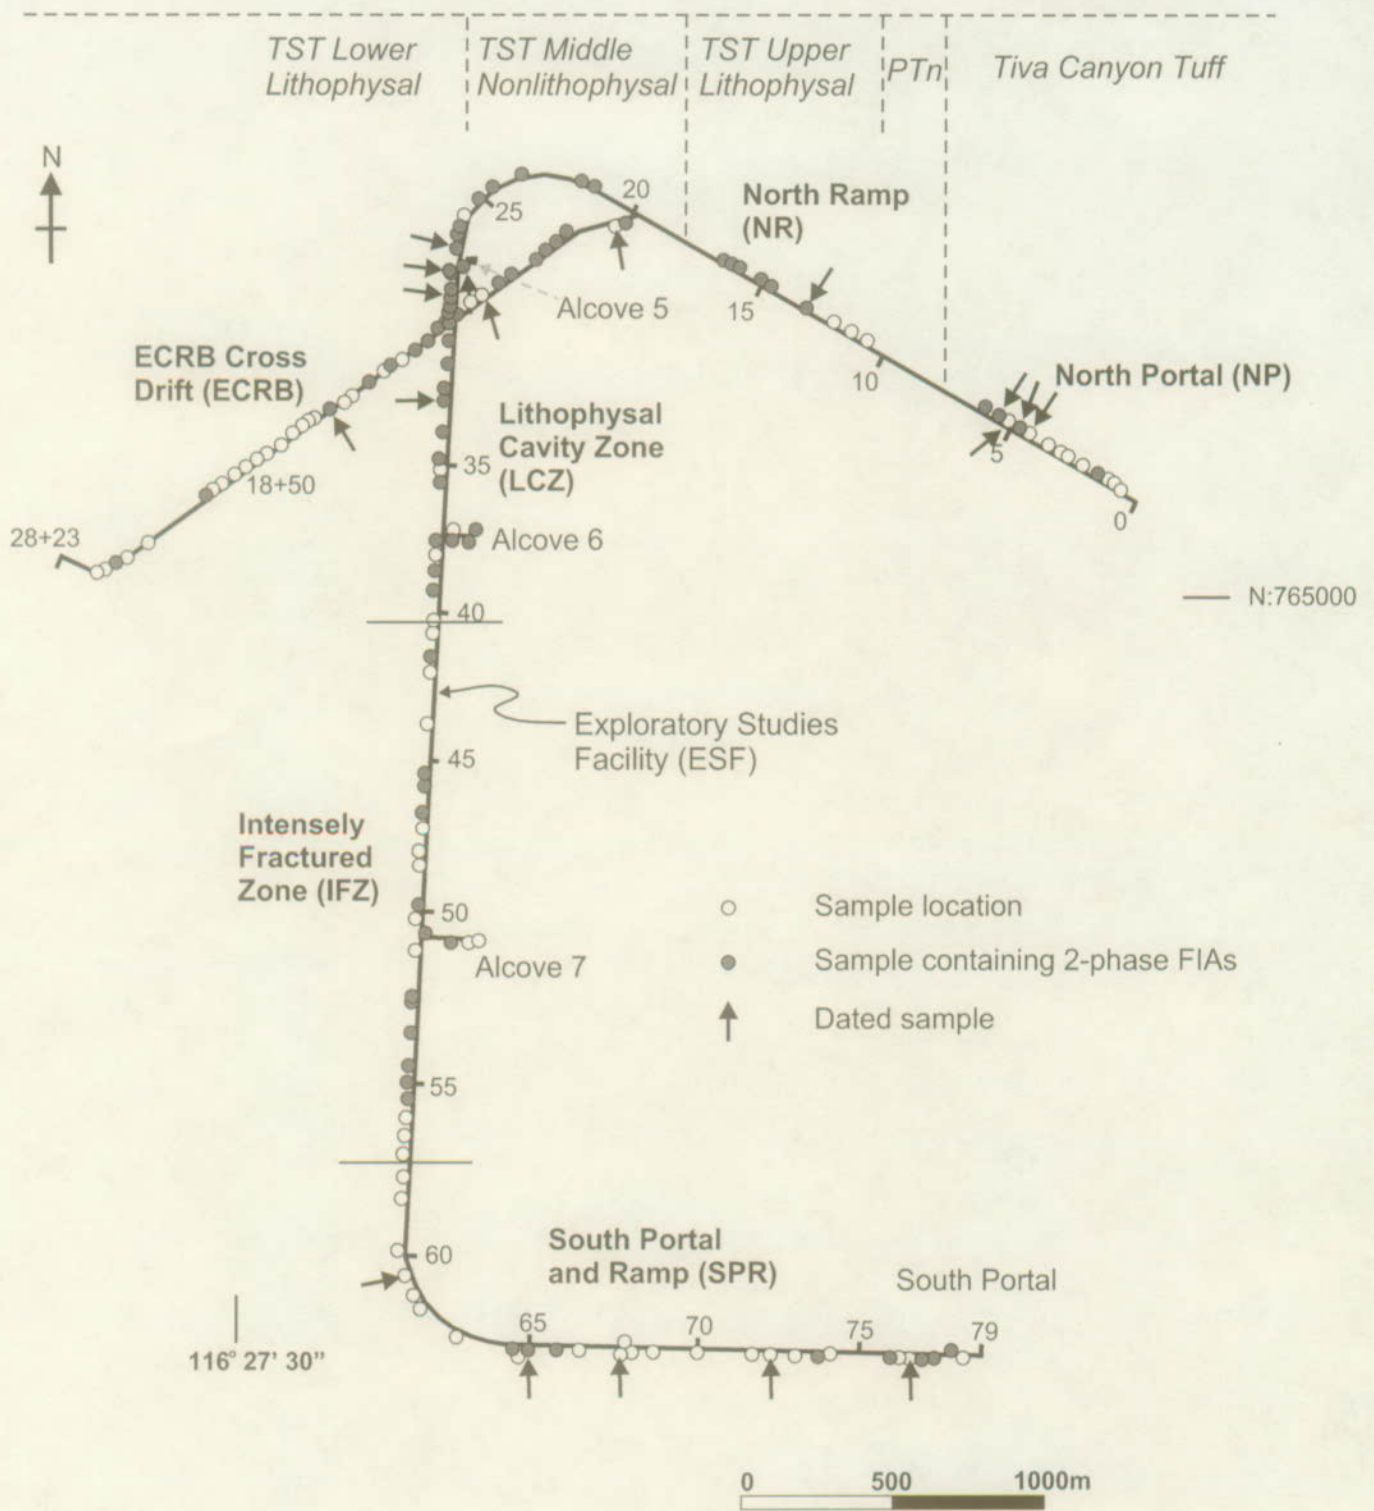 TST Lower
Lithophysal
TST Middle
Nonlithophysal
TST Upper
Lithophysal
PTn
Tiva Canyon Tuff
N
25
20
North Ramp
(NR)
Alcove 5
15
10
ECRB Cross
Drift (ECRB)
North Portal (NP)
Lithophysal
Cavity Zone
(LCZ)
35
18+50
5
0
28+23
Alcove 6
N:765000
40
Exploratory Studies
Facility (ESF)
45
Intensely
Fractured
Zone (IFZ)
50
Alcove 7
Sample location
Sample containing 2-phase FIAs
Dated sample
55
60
South Portal
and Ramp (SPR)
South Portal
65
70
75
79
116° 27' 30”
0
500
1000m